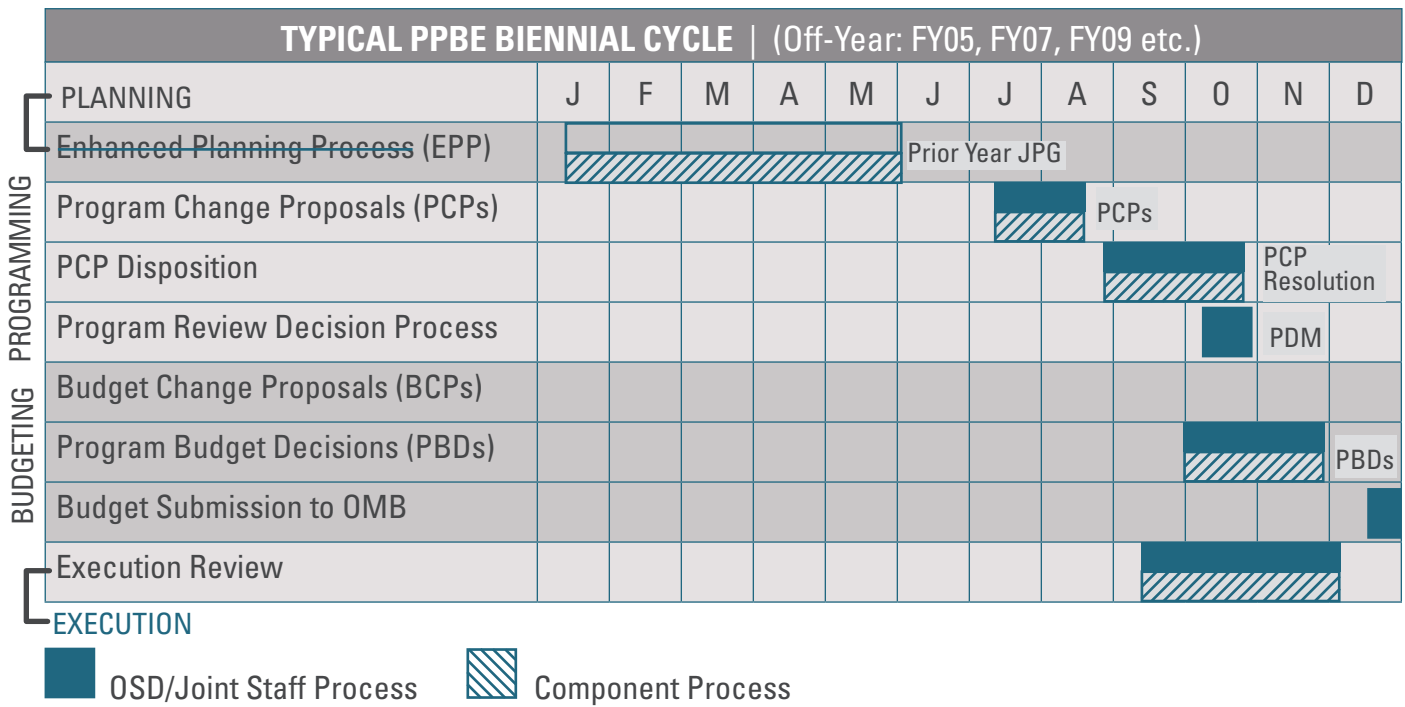 TYPICAL PPBE BIENNIAL CYCLE | (Off-Year: FY05, FY07, FY09 etc.)
PLANNING J F M A M J J A S O N D
Enhanced Planning Process (EPP)
Prior Year JPG
PROGRAMMING
Program Change Proposals (PCPs)
PCPs
PCP Disposition
PCP
Resolution
Program Review Decision Process
PDM
BUDGETING
Budget Change Proposals (BCPs)
Program Budget Decisions (PBDs)
PBDs
Budget Submission to OMB
Execution Review
EXECUTION
OSD/Joint Staff Process
Component Process